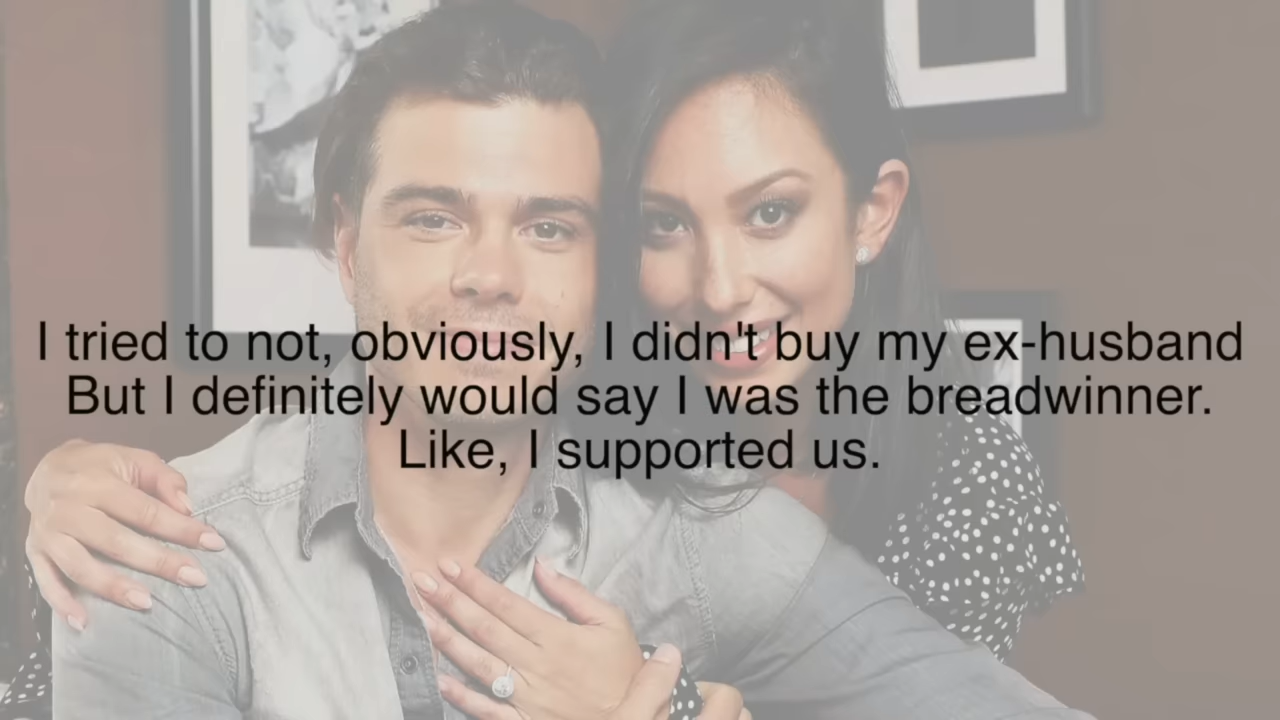 I tried to not, obviously, I didn't buy my ex-husband
But I definitely would say I was the breadwinner.
Like, I supported us.